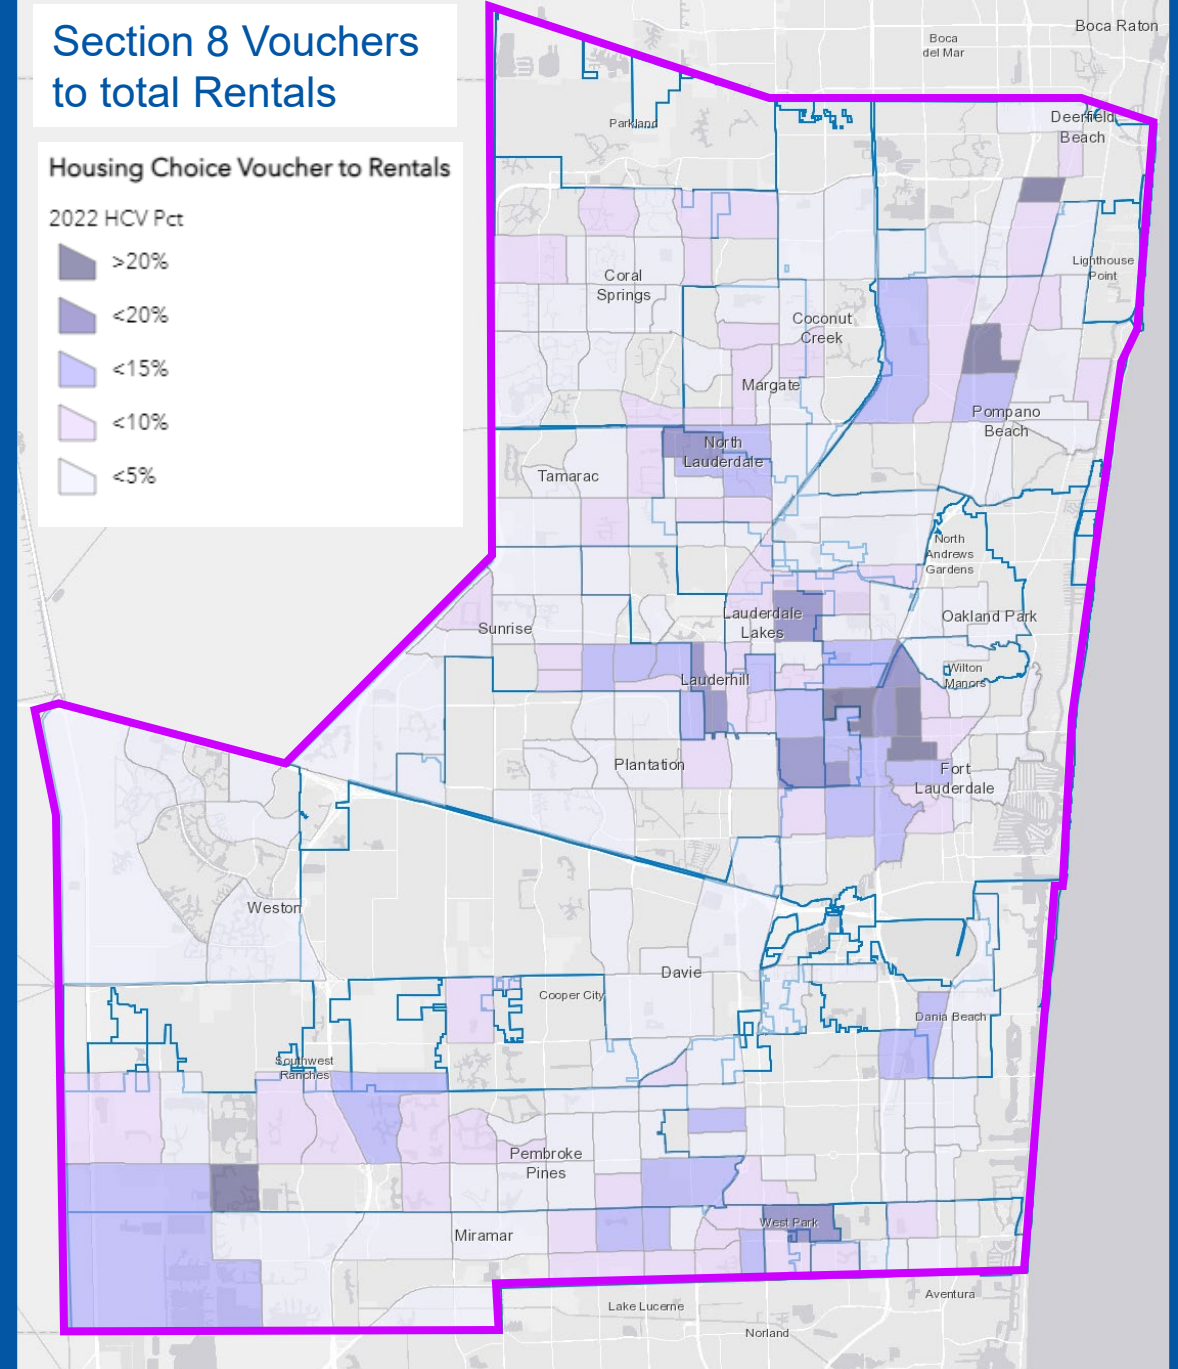 Section 8 Vouchers
to total Rentals
Housing Choice Voucher to Rentals
2022 HCV Pct
>20%
<20%
<15%
<10%
<5%
Boca Raton
Boca
del Mar
Parkland
Deerfield
Beach
Lighthouse
Point
Coral
Springs
Coconut
Creek
Margate
Pompano
Beach
North
Lauderdale
Tamarac
North
Andrews
Gardens
Oakland Park
Lauderdale
Lakes
Sunrise
Wilton
Manors
Lauderhill
Plantation
Fort
Lauderdale
Weston
Davie
Cooper City
Dania Beach
Southwest
Ranches
Pembroke
Pines
West Park
Miramar
Aventura
Lake Lucerne
Norland